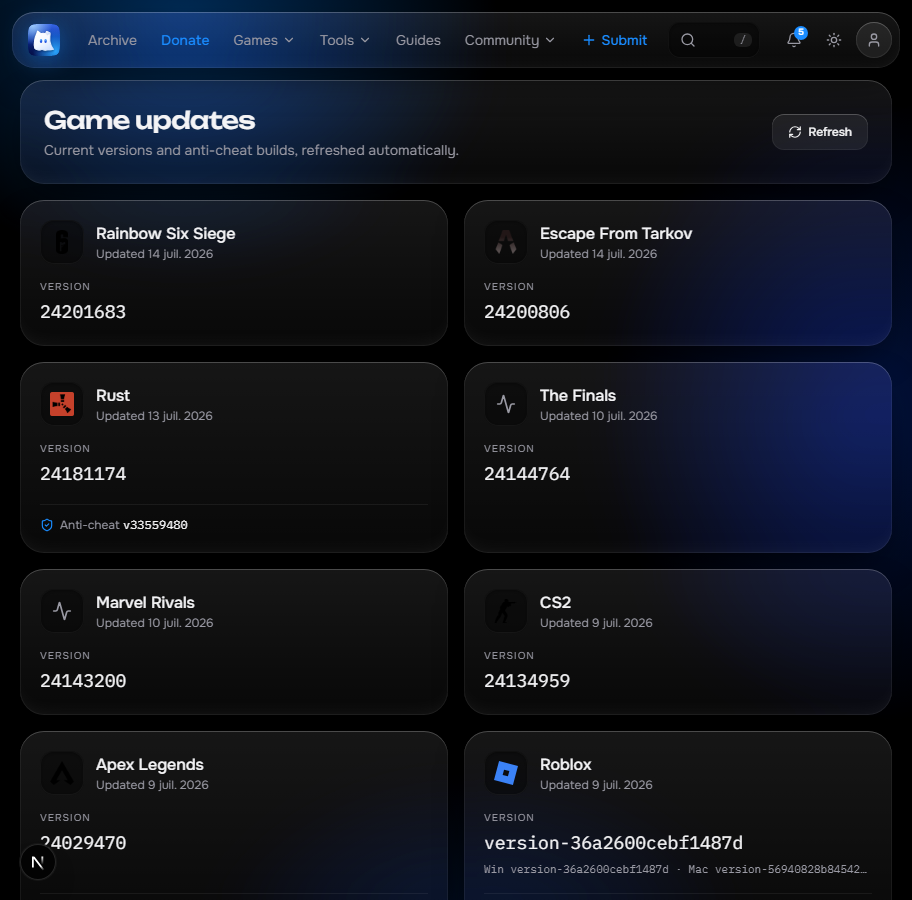 Archive Donate Games Tools Guides Community + Submit / 5
Game updates
Current versions and anti-cheat builds, refreshed automatically.
Refresh
Rainbow Six Siege
Updated 14 juil. 2026
VERSION
24201683
Escape From Tarkov
Updated 14 juil. 2026
VERSION
24200806
Rust
Updated 13 juil. 2026
VERSION
24181174
Anti-cheat v33559480
The Finals
Updated 10 juil. 2026
VERSION
24144764
Marvel Rivals
Updated 10 juil. 2026
VERSION
24143200
CS2
Updated 9 juil. 2026
VERSION
24134959
Apex Legends
Updated 9 juil. 2026
VERSION
24029470
N
Roblox
Updated 9 juil. 2026
VERSION
version-36a2600cebf1487d
Win version-36a2600cebf1487d · Mac version-56940828b84542…